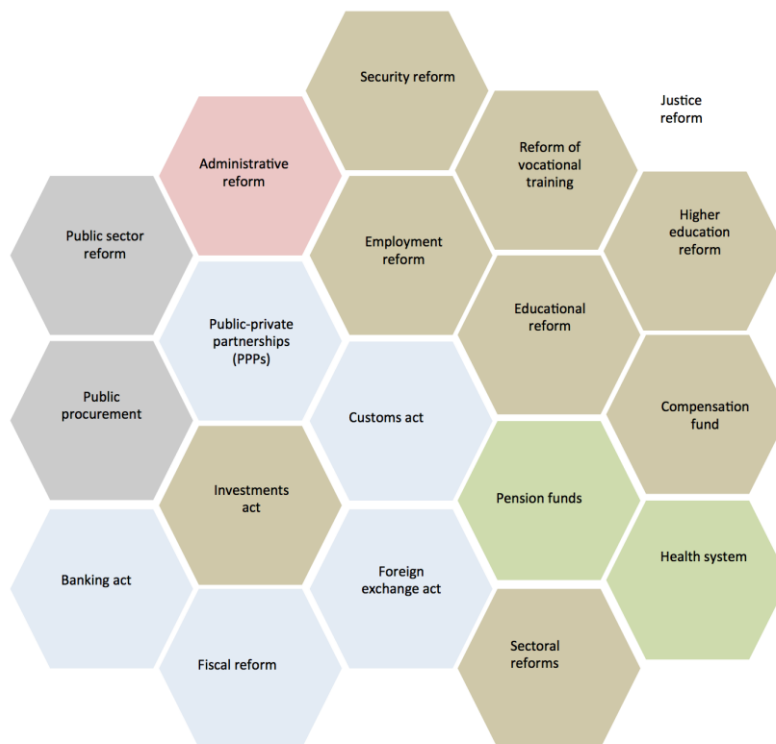 Security reform
Justice
reform
Administrative
reform
Reform of
vocational
training
Public sector
reform
Employment
reform
Higher
education
reform
Public-private
partnerships
(PPPs)
Educational
reform
Public
procurement
Customs act
Compensation
fund
Investments
act
Pension funds
Banking act
Foreign
exchange act
Health system
Fiscal reform
Sectoral
reforms